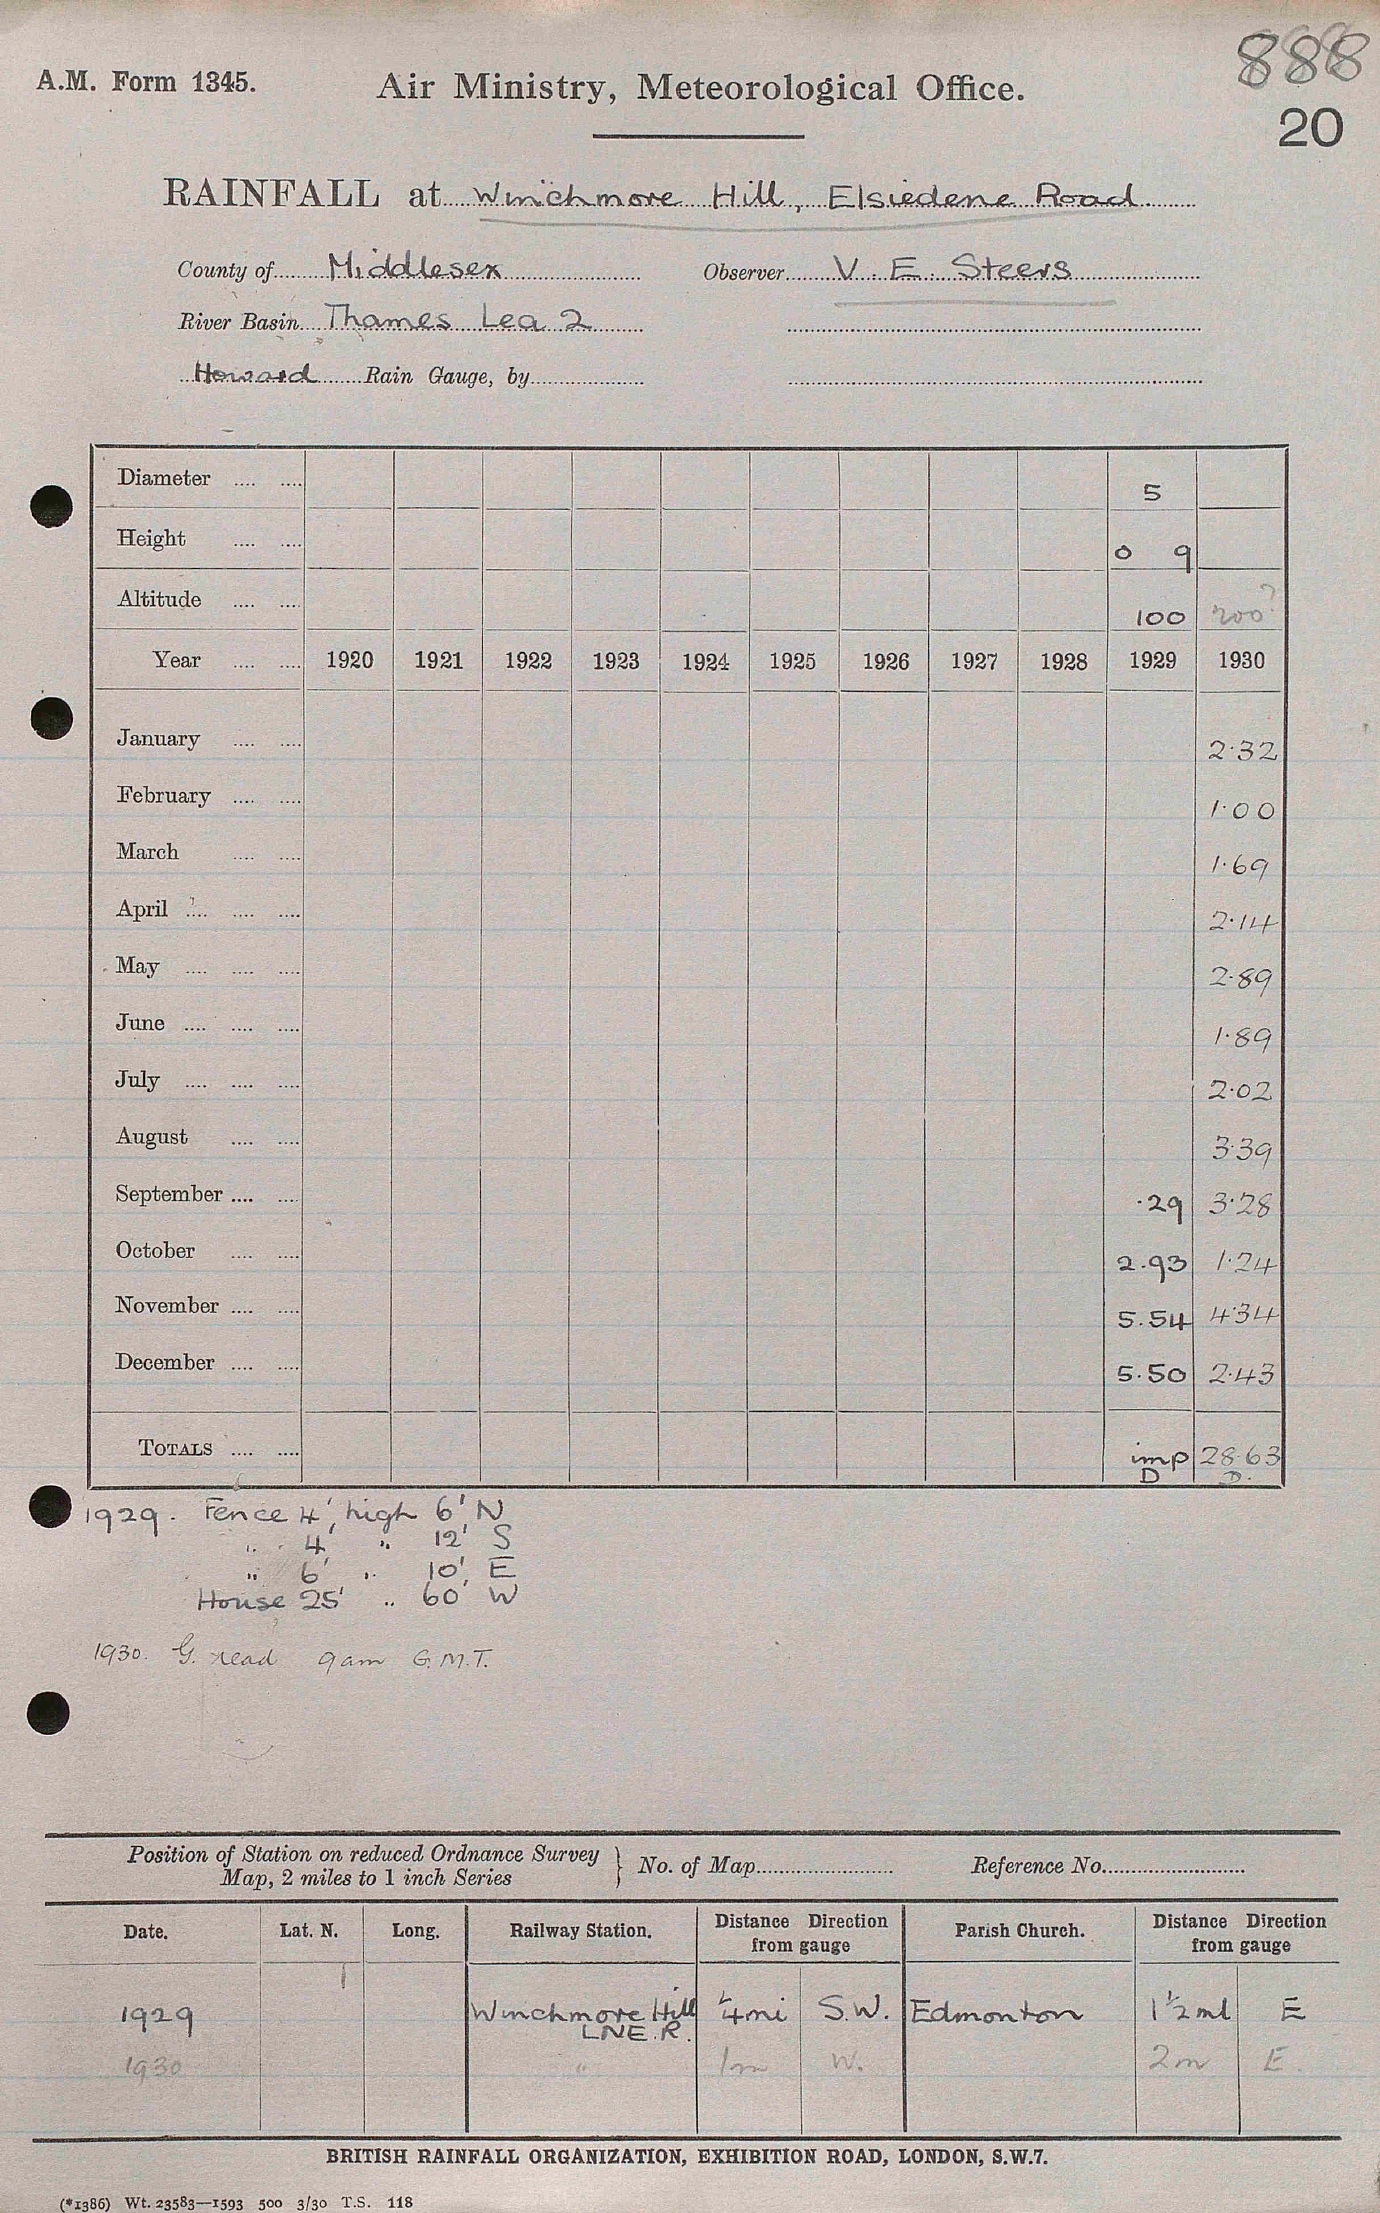 888
A.M. Form 1345. Air Ministry, Meteorological Office.
20
RAINFALL at Winchmore Hill, Elsiedene Road
County of Middlesex Observer V. E. Steers
River Basin Thames Lea 2
Howard Rain Gauge, by
Diameter .... .... 5
Height .... .... 0 9
Altitude .... .... 100 200?
Year .... .... 1920 1921 1922 1923 1924 1925 1926 1927 1928 1929 1930
January .... .... 2.32
February .... .... 1.00
March .... .... 1.69
April .... .... .... 2.14
May .... .... .... 2.89
June .... .... .... 1.89
July .... .... .... 2.02
August .... .... 3.39
September .... .... .29 3.28
October .... .... 2.93 1.24
November .... .... 5.54 4.34
December .... .... 5.50 2.43
TOTALS .... .... imp 28.63
D D.
1929. Fence 4', high 6' N
" 4' " 12' S
" 6' " 10' E
House 25' " 60' W
1930. G. read 9am G.M.T.
Position of Station on reduced Ordnance Survey
Map, 2 miles to 1 inch Series } No. of Map Reference No.
Date. Lat. N. Long. Railway Station. Distance Direction from gauge Parish Church. Distance Direction from gauge
1929 Winchmore Hill L.N.E.R. 1/4 mi S.W. Edmonton 1 1/2 ml E
1930 " 1m W. 2m E.
BRITISH RAINFALL ORGANIZATION, EXHIBITION ROAD, LONDON, S.W.7.
(*1386) Wt. 23583—1593 500 3/30 T.S. 118